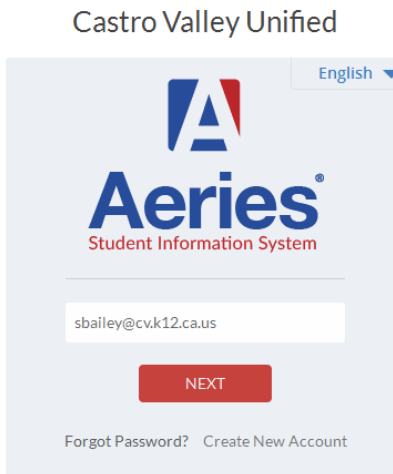 Castro Valley Unified
English
A
Aeries®
Student Information System
sbailey@cv.k12.ca.us
NEXT
Forgot Password? Create New Account